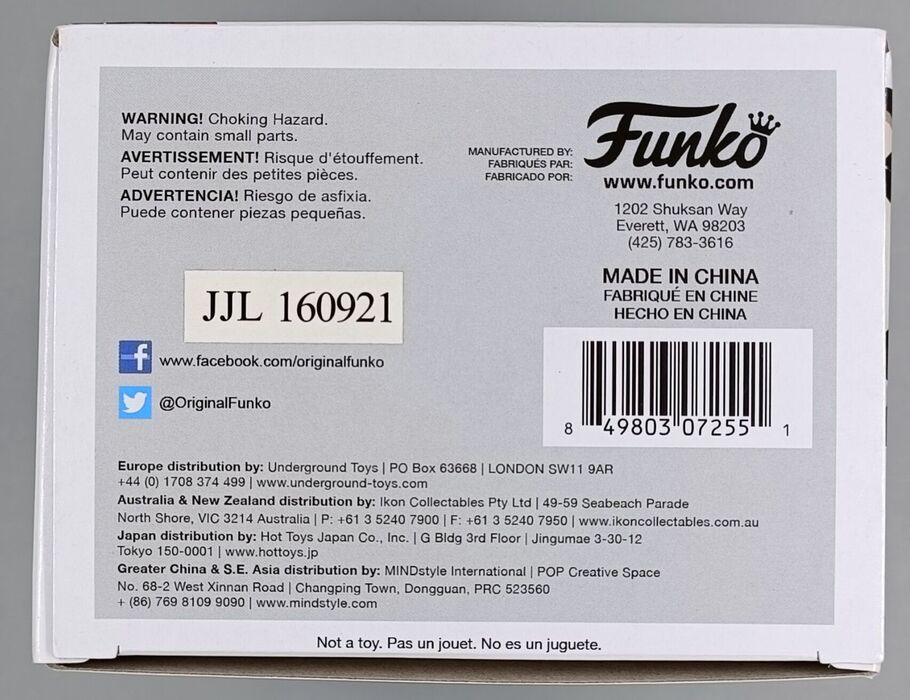 WARNING! Choking Hazard.
May contain small parts.
AVERTISSEMENT! Risque d'étouffement.
Peut contenir des petites pièces.
ADVERTENCIA! Riesgo de asfixia.
Puede contener piezas pequeñas.
MANUFACTURED BY:
FABRIQUÉS PAR:
FABRICADO POR:
Funko
www.funko.com
1202 Shuksan Way
Everett, WA 98203
(425) 783-3616
MADE IN CHINA
FABRIQUÉ EN CHINE
HECHO EN CHINA
JJL 160921
f www.facebook.com/originalfunko
@OriginalFunko
8 49803 07255 1
Europe distribution by: Underground Toys | PO Box 63668 | LONDON SW11 9AR
+44 (0) 1708 374 499 | www.underground-toys.com
Australia & New Zealand distribution by: Ikon Collectables Pty Ltd | 49-59 Seabeach Parade
North Shore, VIC 3214 Australia | P: +61 3 5240 7900 | F: +61 3 5240 7950 | www.ikoncollectables.com.au
Japan distribution by: Hot Toys Japan Co., Inc. | G Bldg 3rd Floor | Jingumae 3-30-12
Tokyo 150-0001 | www.hottoys.jp
Greater China & S.E. Asia distribution by: MINDstyle International | POP Creative Space
No. 68-2 West Xinnan Road | Changping Town, Dongguan, PRC 523560
+ (86) 769 8109 9090 | www.mindstyle.com
Not a toy. Pas un jouet. No es un juguete.